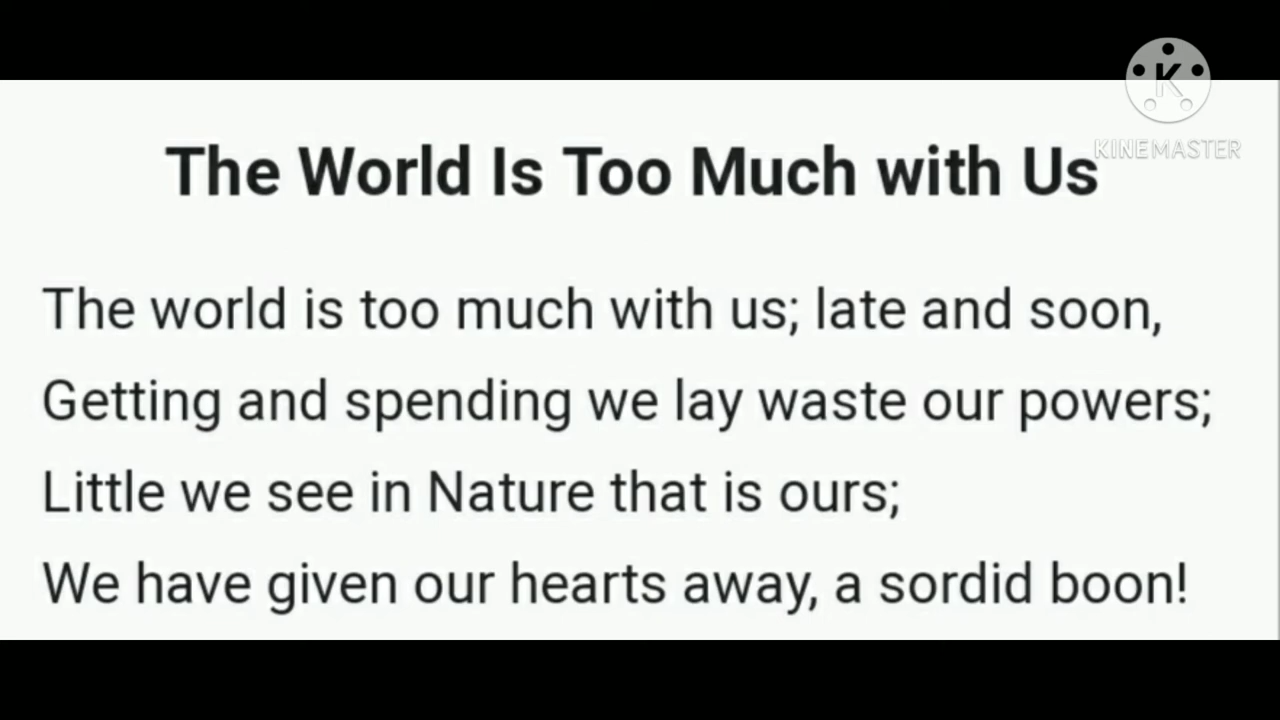 K
KINEMASTER
The World Is Too Much with Us
The world is too much with us; late and soon,
Getting and spending we lay waste our powers;
Little we see in Nature that is ours;
We have given our hearts away, a sordid boon!